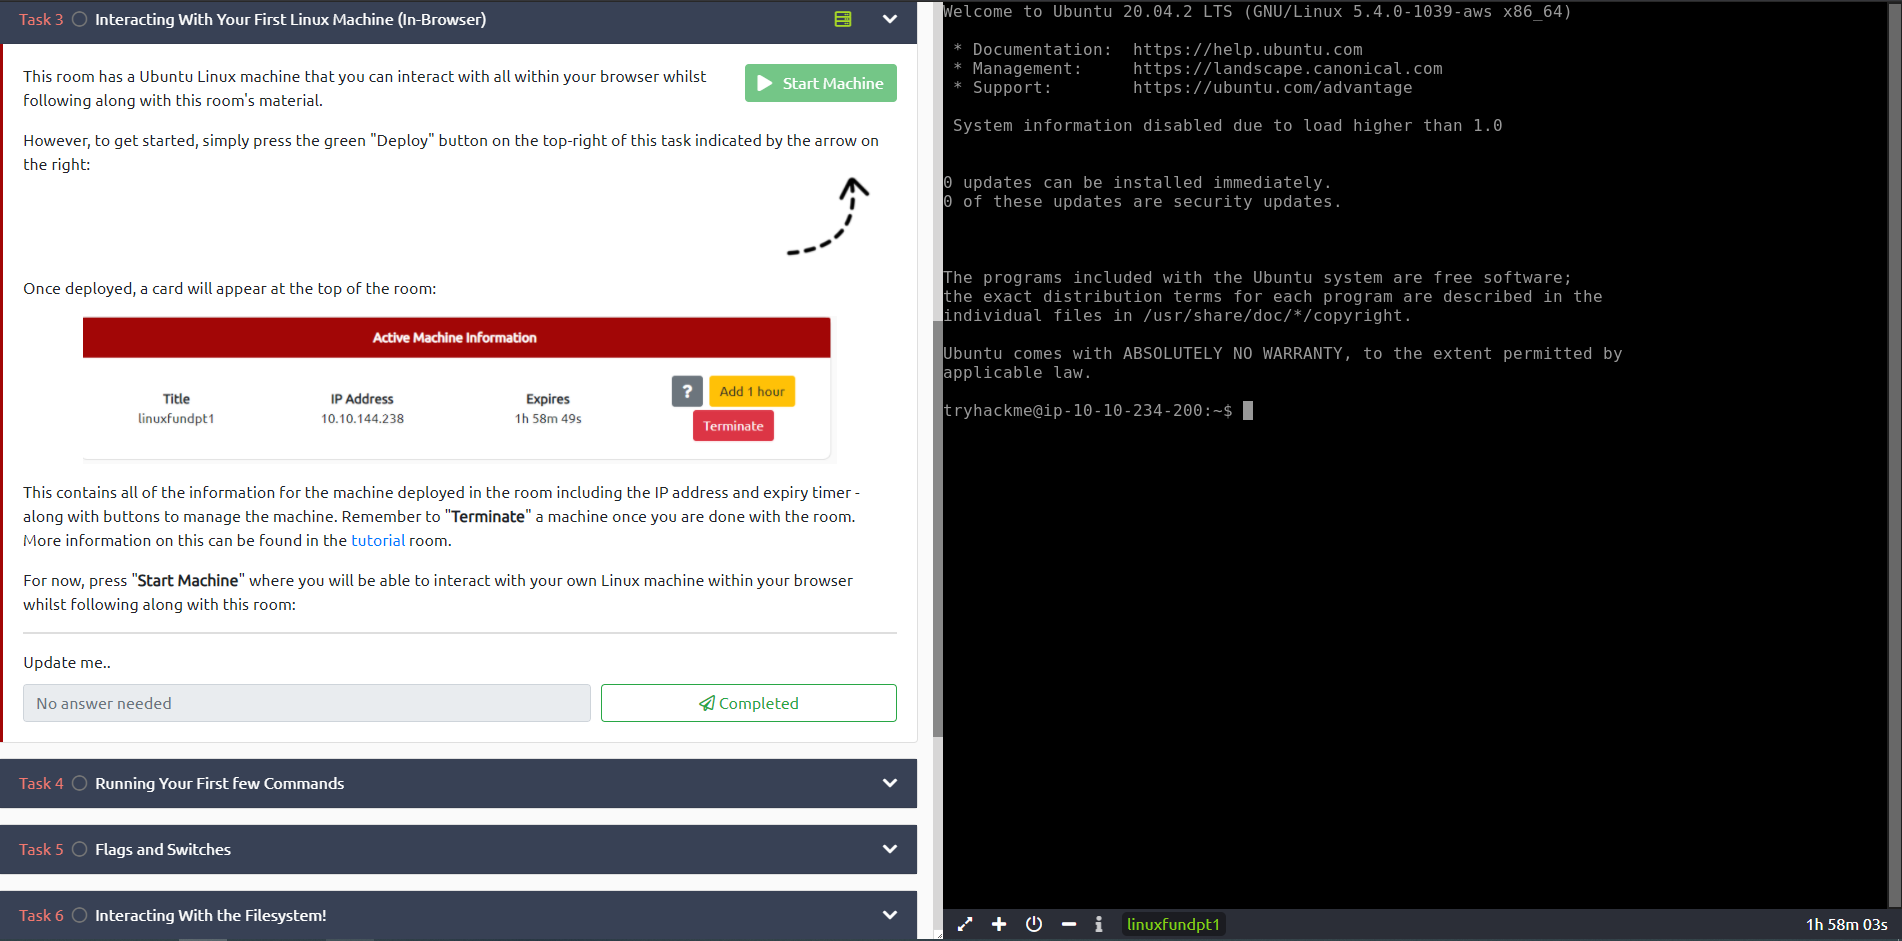 Task 3 Interacting With Your First Linux Machine (In-Browser)
This room has a Ubuntu Linux machine that you can interact with all within your browser whilst
following along with this room's material.
Start Machine
However, to get started, simply press the green "Deploy" button on the top-right of this task indicated by the arrow on
the right:
Once deployed, a card will appear at the top of the room:
Active Machine Information
Title
linuxfundpt1
IP Address
10.10.144.238
Expires
1h 58m 49s
? Add 1 hour
Terminate
This contains all of the information for the machine deployed in the room including the IP address and expiry timer -
along with buttons to manage the machine. Remember to "Terminate" a machine once you are done with the room.
More information on this can be found in the tutorial room.
For now, press "Start Machine" where you will be able to interact with your own Linux machine within your browser
whilst following along with this room:
Update me..
No answer needed
Completed
Task 4 Running Your First few Commands
Task 5 Flags and Switches
Task 6 Interacting With the Filesystem!
Welcome to Ubuntu 20.04.2 LTS (GNU/Linux 5.4.0-1039-aws x86_64)
* Documentation: https://help.ubuntu.com
* Management: https://landscape.canonical.com
* Support: https://ubuntu.com/advantage
System information disabled due to load higher than 1.0
0 updates can be installed immediately.
0 of these updates are security updates.
The programs included with the Ubuntu system are free software;
the exact distribution terms for each program are described in the
individual files in /usr/share/doc/*/copyright.
Ubuntu comes with ABSOLUTELY NO WARRANTY, to the extent permitted by
applicable law.
tryhackme@ip-10-10-234-200:~$
linuxfundpt1
1h 58m 03s